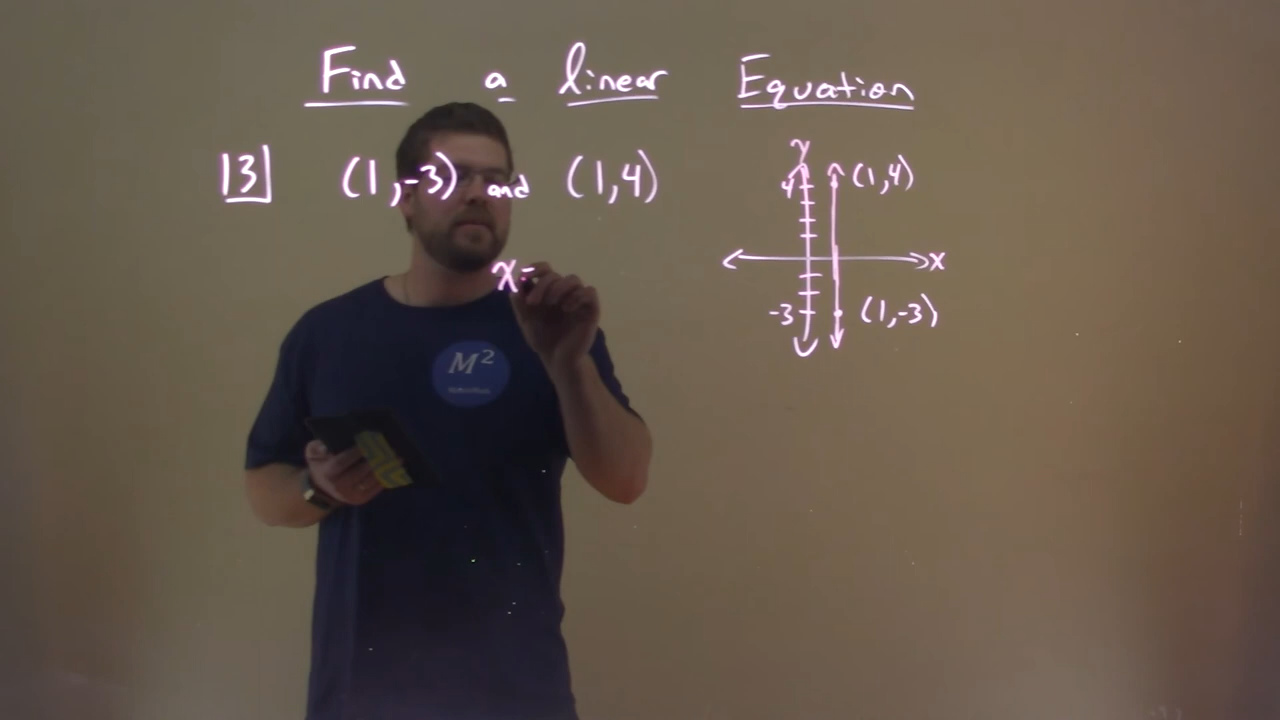 Find a linear Equation
13 (1,-3) and (1,4)
y
4 (1,4)
x
x=
-3 (1,-3)
M²